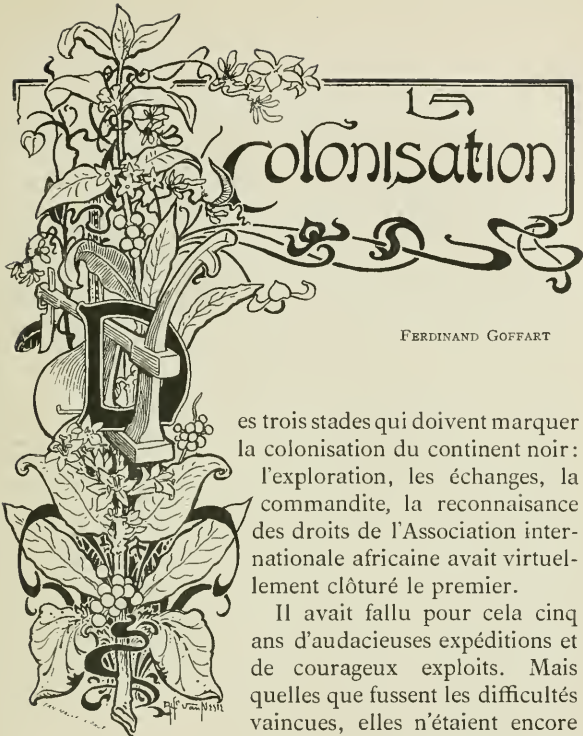 LA
Colonisation
FERDINAND GOFFART
Des trois stades qui doivent marquer
la colonisation du continent noir:
l'exploration, les échanges, la
commandite, la reconnaisance
des droits de l'Association inter-
nationale africaine avait virtuel-
lement clôturé le premier.
Il avait fallu pour cela cinq
ans d'audacieuses expéditions et
de courageux exploits. Mais
quelles que fussent les difficultés
vaincues, elles n'étaient encore